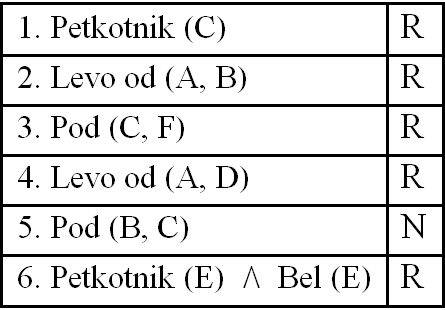 1. Petkotnik (C) R
2. Levo od (A, B) R
3. Pod (C, F) R
4. Levo od (A, D) R
5. Pod (B, C) N
6. Petkotnik (E) ∧ Bel (E) R